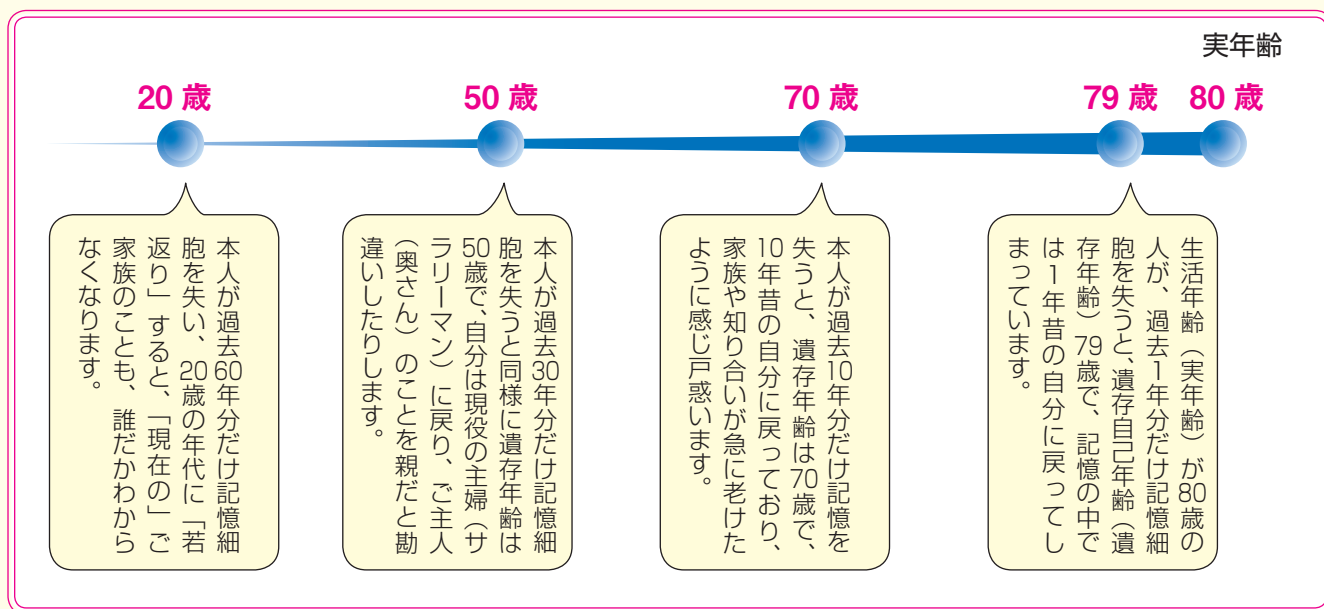 実年齢
20 歳
50 歳
70 歳
79 歳
80 歳
生活年齢（実年齢）が80歳の
人が、過去1年分だけ記憶細
胞を失うと、遺存自己年齢（遺
存年齢）79歳で、記憶の中で
は1年昔の自分に戻ってし
まっています。
本人が過去10年分だけ記憶を
失うと、遺存年齢は70歳で、
10年昔の自分に戻っており、
家族や知り合いが急に老けた
ように感じ戸惑います。
本人が過去30年分だけ記憶細
胞を失うと同様に遺存年齢は
50歳で、自分は現役の主婦（サ
ラリーマン）に戻り、ご主人
（奥さん）のことを親だと勘
違いしたりします。
本人が過去60年分だけ記憶細
胞を失い、20歳の年代に「若
返り」すると、「現在の」ご
家族のことも、誰だかわから
なくなります。